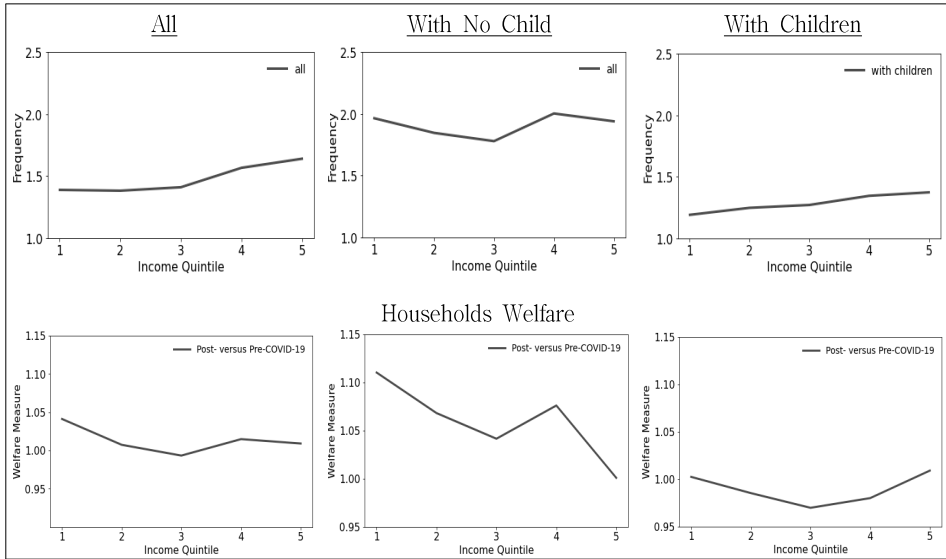 All
With No Child
With Children
2.5
2.0
1.5
1.0
Frequency
all
1 2 3 4 5
Income Quintile
2.5
2.0
1.5
1.0
Frequency
all
1 2 3 4 5
Income Quintile
2.5
2.0
1.5
1.0
Frequency
with children
1 2 3 4 5
Income Quintile
Households Welfare
1.15
1.10
1.05
1.00
0.95
Welfare Measure
Post- versus Pre-COVID-19
1 2 3 4 5
Income Quintile
1.15
1.10
1.05
1.00
0.95
Welfare Measure
Post- versus Pre-COVID-19
1 2 3 4 5
Income Quintile
1.15
1.10
1.05
1.00
0.95
Welfare Measure
Post- versus Pre-COVID-19
1 2 3 4 5
Income Quintile